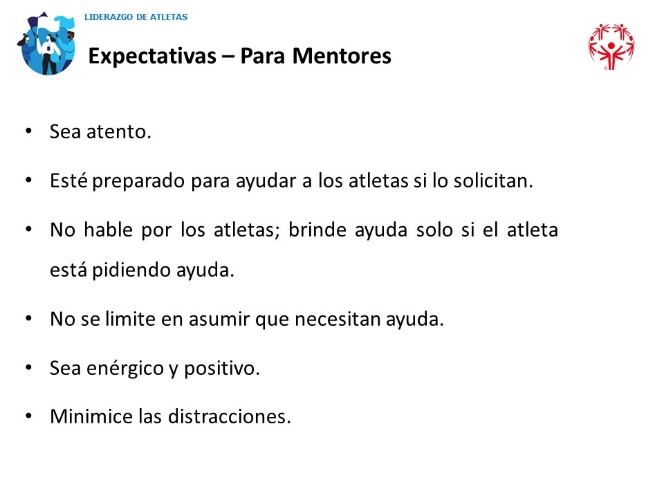 LIDERAZGO DE ATLETAS
Expectativas – Para Mentores
• Sea atento.
• Esté preparado para ayudar a los atletas si lo solicitan.
• No hable por los atletas; brinde ayuda solo si el atleta
está pidiendo ayuda.
• No se limite en asumir que necesitan ayuda.
• Sea enérgico y positivo.
• Minimice las distracciones.